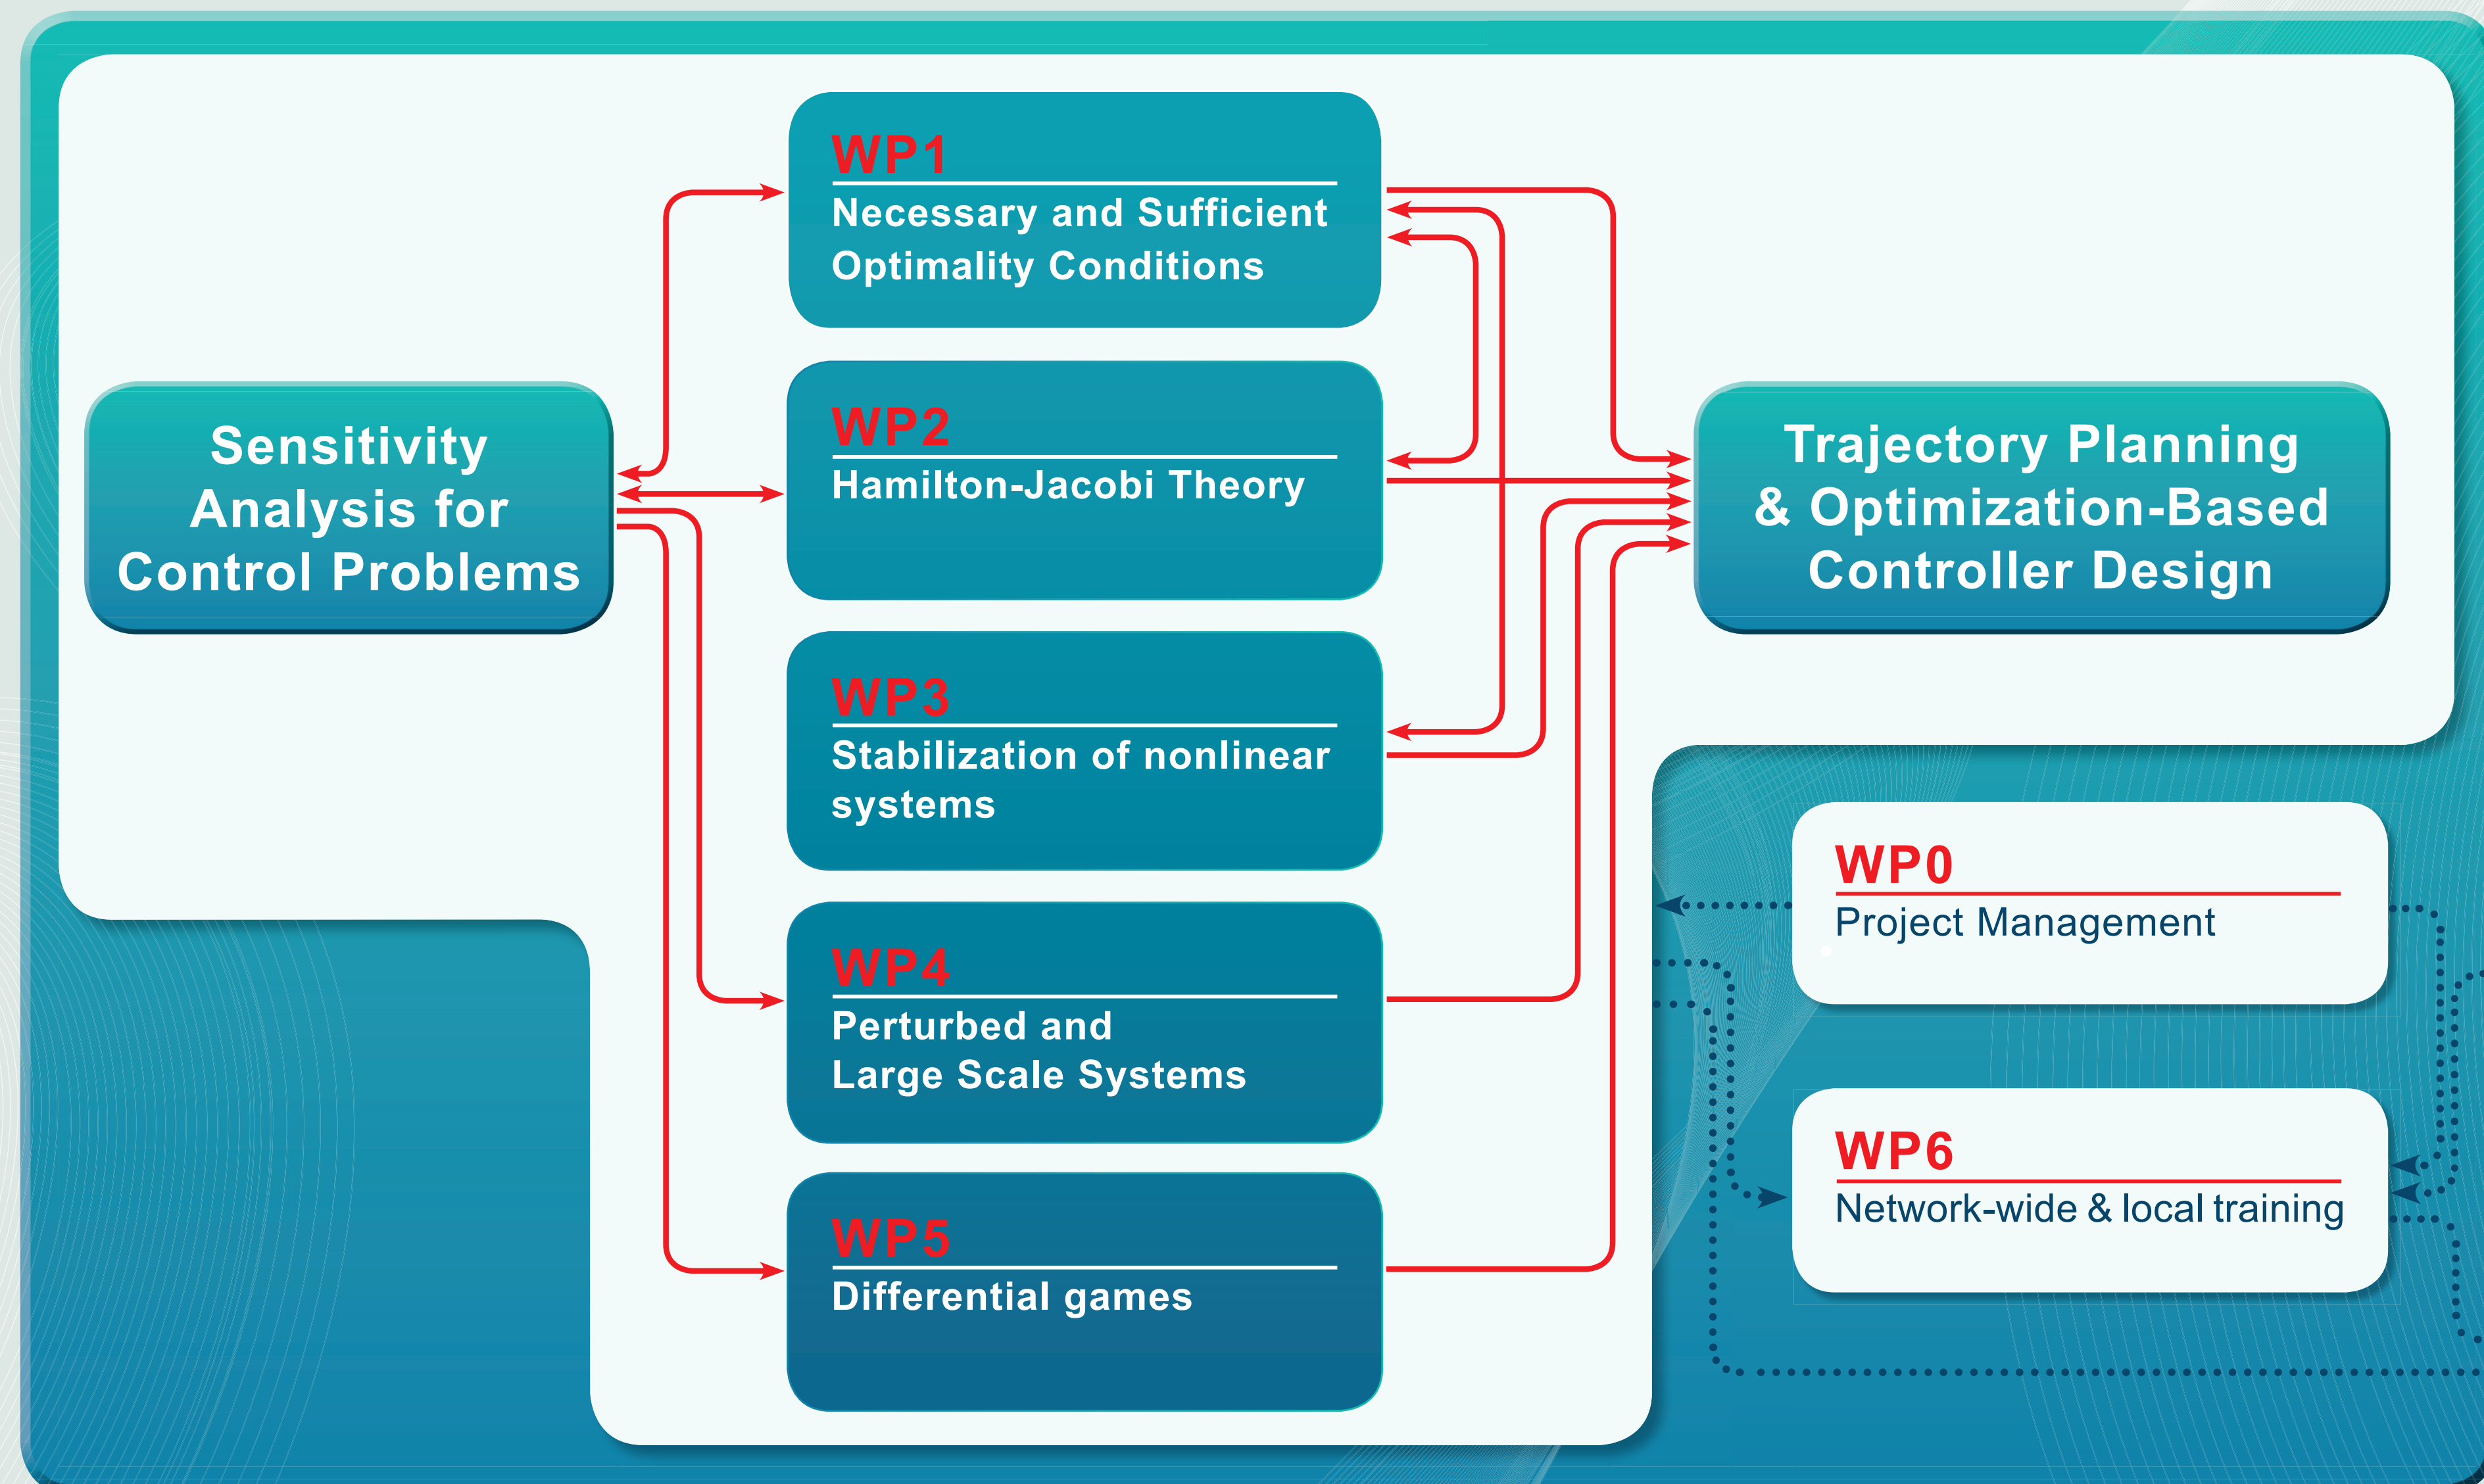 Sensitivity
Analysis for
Control Problems
WP1
Necessary and Sufficient
Optimality Conditions
WP2
Hamilton-Jacobi Theory
WP3
Stabilization of nonlinear
systems
WP4
Perturbed and
Large Scale Systems
WP5
Differential games
Trajectory Planning
& Optimization-Based
Controller Design
WP0
Project Management
WP6
Network-wide & local training